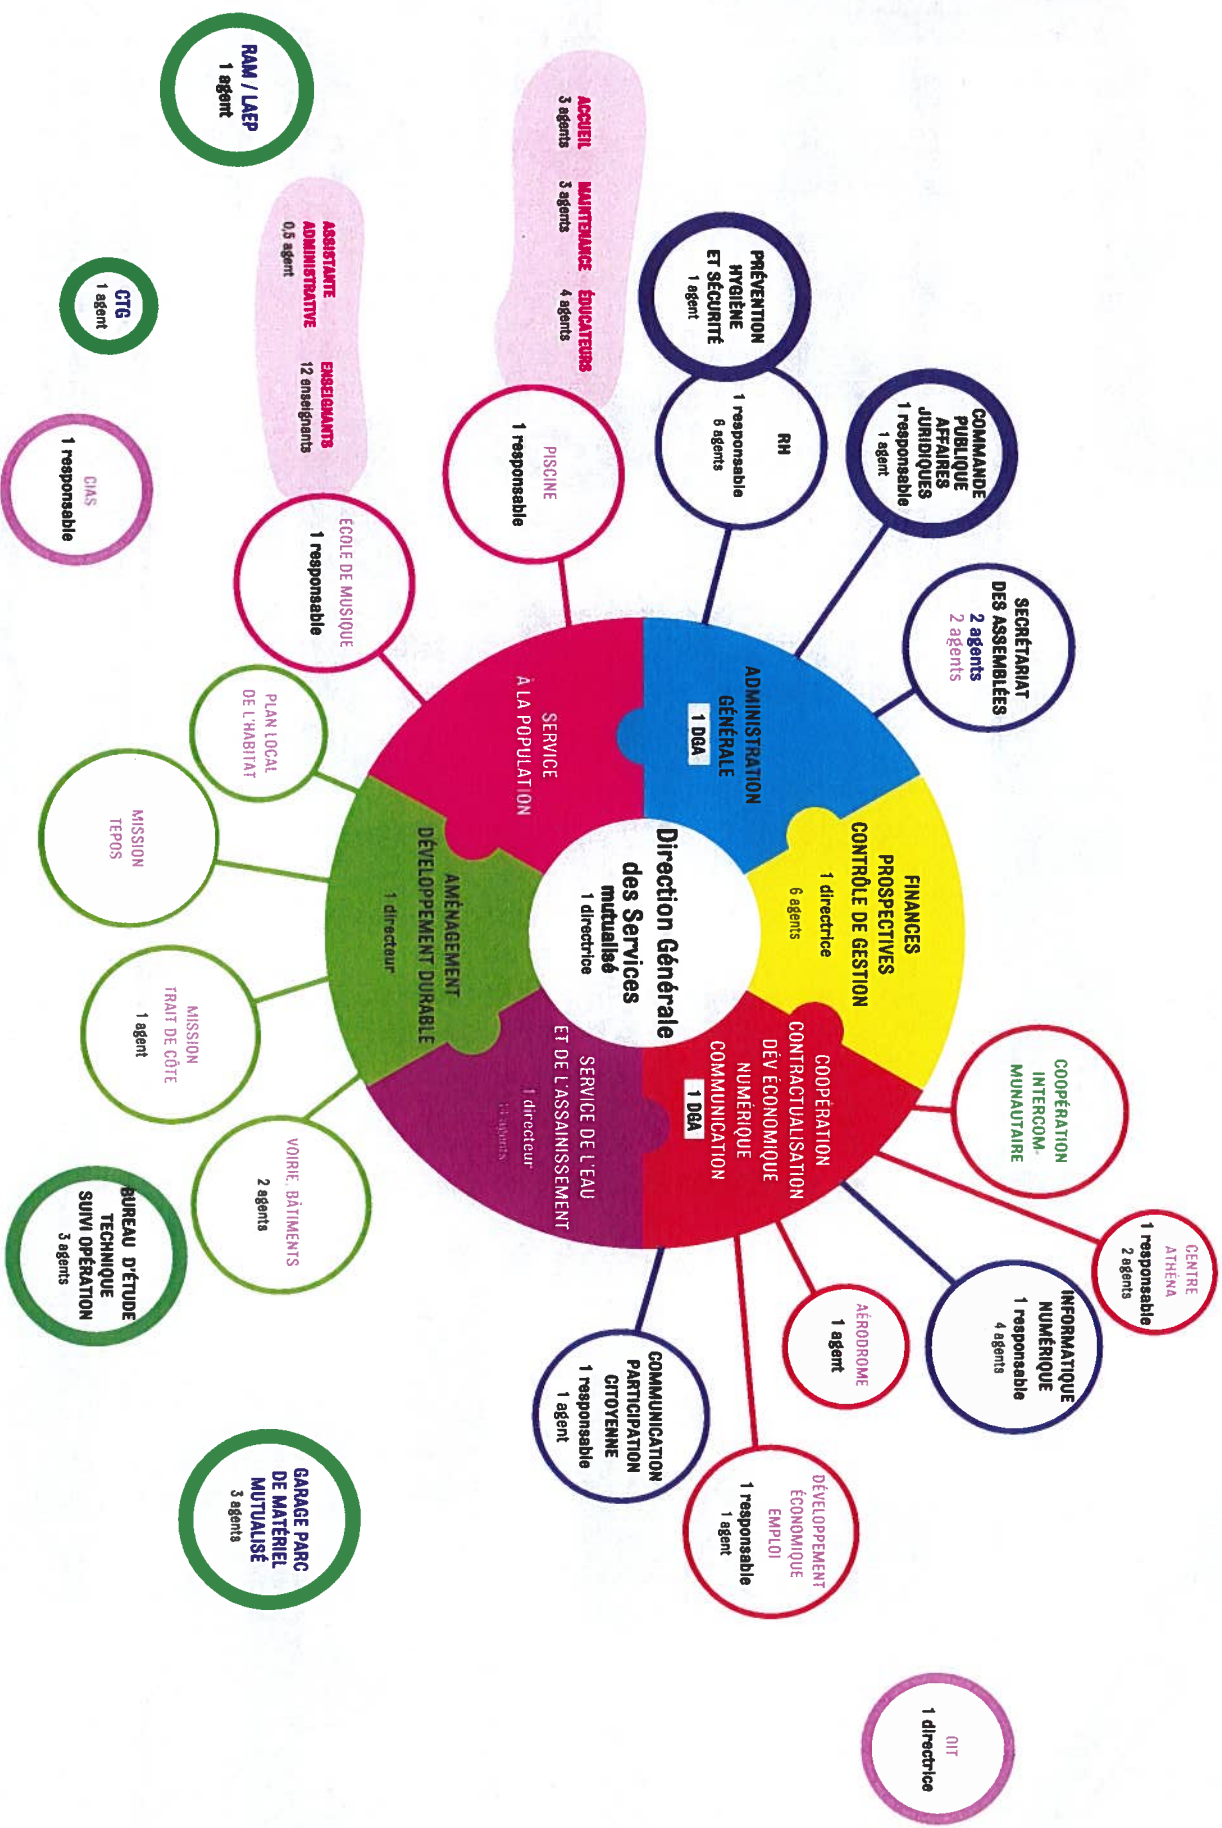 Direction Générale
des Services
mutualisé
1 directrice
ADMINISTRATION
GÉNÉRALE
1 DGA
FINANCES
PROSPECTIVES
CONTRÔLE DE GESTION
1 directrice
6 agents
COOPÉRATION
CONTRACTUALISATION
DÉV ÉCONOMIQUE
NUMÉRIQUE
COMMUNICATION
1 DGA
SERVICE DE L'EAU
ET DE L'ASSAINISSEMENT
1 directeur
agents
AMÉNAGEMENT
DÉVELOPPEMENT DURABLE
1 directeur
SERVICE
À LA POPULATION
SECRÉTARIAT
DES ASSEMBLÉES
2 agents
2 agents
COMMANDE
PUBLIQUE
AFFAIRES
JURIDIQUES
1 responsable
1 agent
RH
1 responsable
6 agents
PRÉVENTION
HYGIÈNE
ET SÉCURITÉ
1 agent
PISCINE
1 responsable
ACCUEIL
3 agents
MAINTENANCE
3 agents
ÉDUCATEURS
4 agents
ÉCOLE DE MUSIQUE
1 responsable
ASSISTANTE
ADMINISTRATIVE
0,5 agent
ENSEIGNANTS
12 enseignants
RAM / LAEP
1 agent
CTG
1 agent
CIAS
1 responsable
PLAN LOCAL
DE L'HABITAT
MISSION
TEPOS
MISSION
TRAIT DE CÔTE
1 agent
VOIRIE, BÂTIMENTS
2 agents
BUREAU D'ÉTUDE
TECHNIQUE
SUIVI OPÉRATION
3 agents
GARAGE PARC
DE MATÉRIEL
MUTUALISÉ
3 agents
COOPÉRATION
INTERCOM-
MUNAUTAIRE
CENTRE
ATHÉNA
1 responsable
2 agents
INFORMATIQUE
NUMÉRIQUE
1 responsable
4 agents
AÉRODROME
1 agent
DÉVELOPPEMENT
ÉCONOMIQUE
EMPLOI
1 responsable
1 agent
COMMUNICATION
PARTICIPATION
CITOYENNE
1 responsable
1 agent
OIT
1 directrice